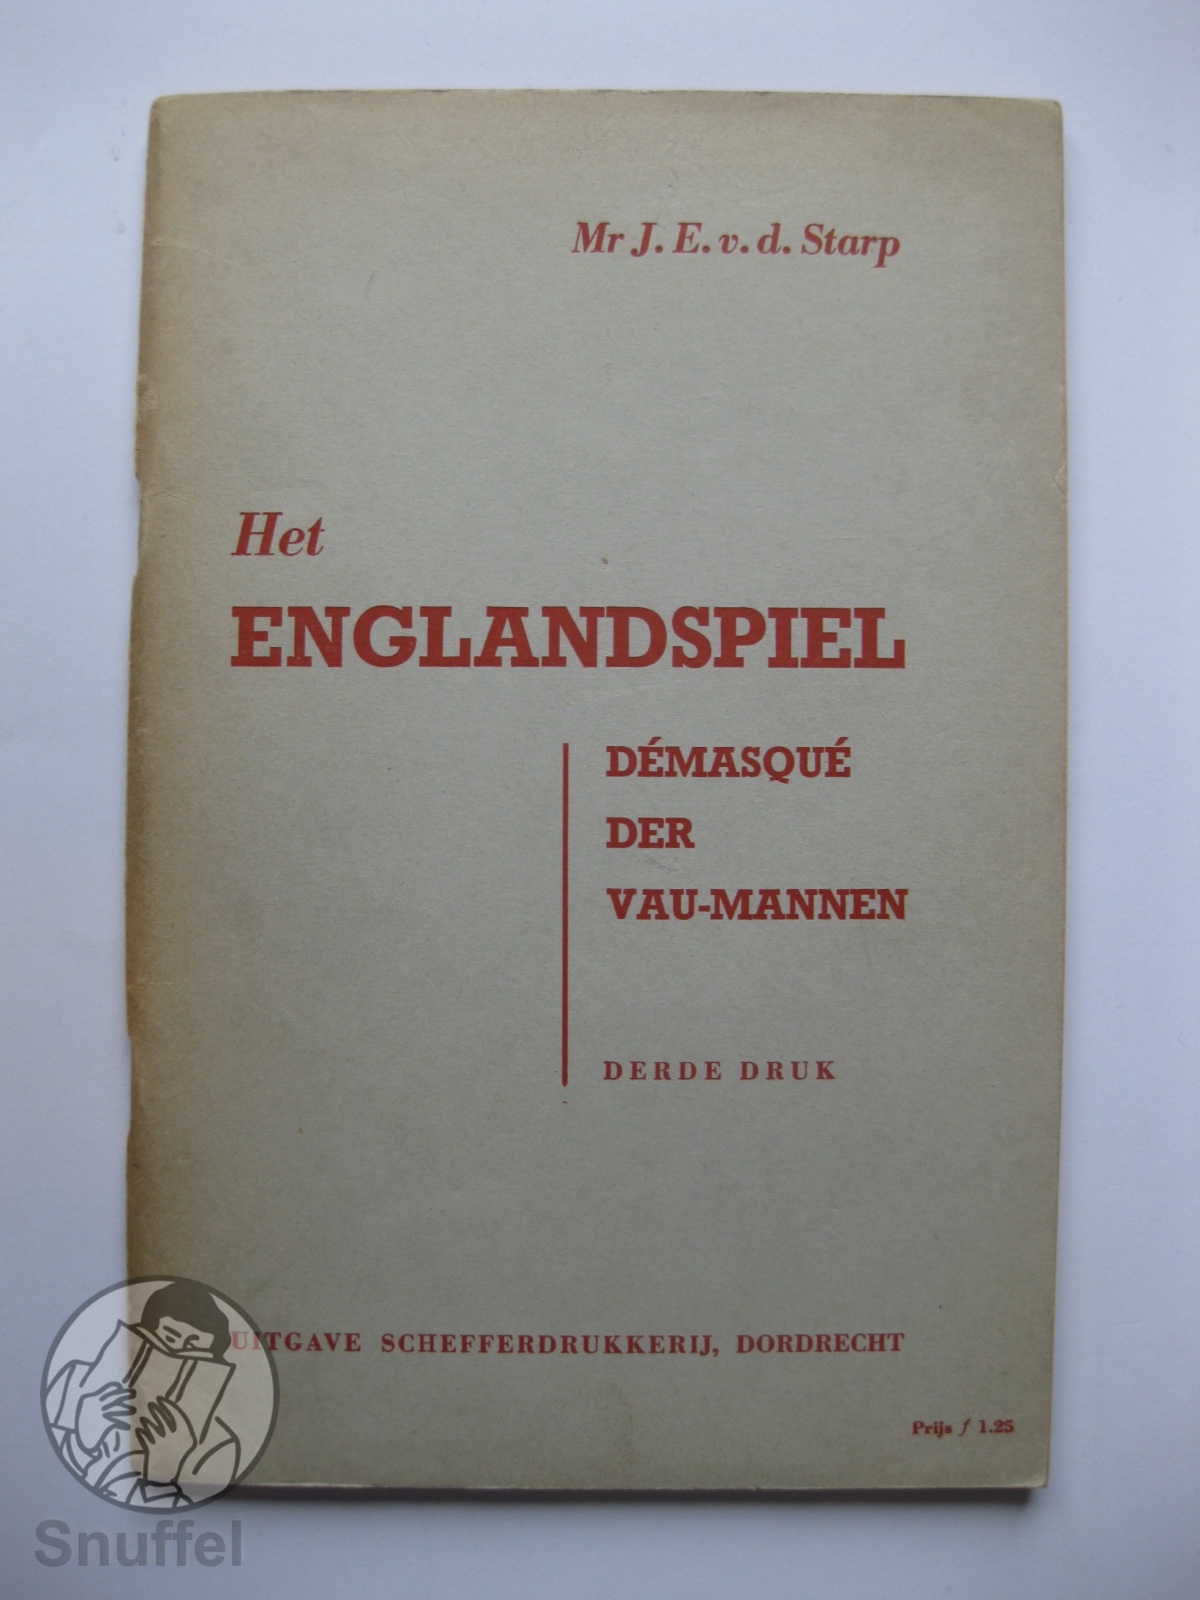 Mr J. E. v. d. Starp
Het
ENGLANDSPIEL
DÉMASQUÉ
DER
VAU-MANNEN
DERDE DRUK
UITGAVE SCHEFFERDRUKKERIJ, DORDRECHT
Prijs f 1.25
Snuffel